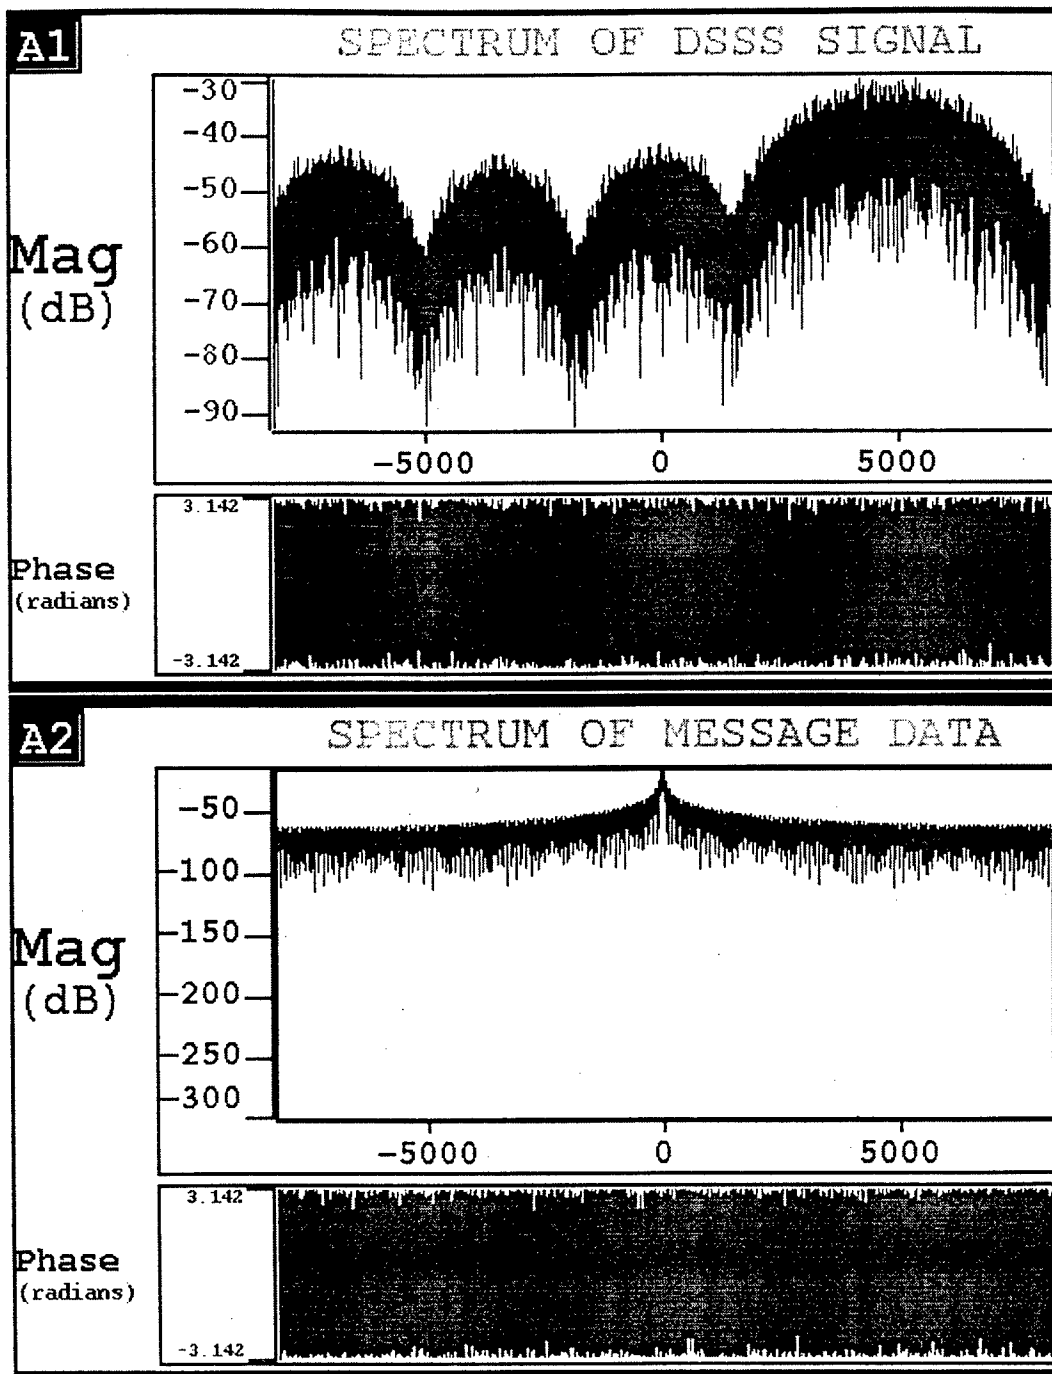 A1
SPECTRUM OF DSSS SIGNAL
Mag
(dB)
-30
-40
-50
-60
-70
-80
-90
-5000 0 5000
Phase
(radians)
3.142
-3.142
A2
SPECTRUM OF MESSAGE DATA
Mag
(dB)
-50
-100
-150
-200
-250
-300
-5000 0 5000
Phase
(radians)
3.142
-3.142